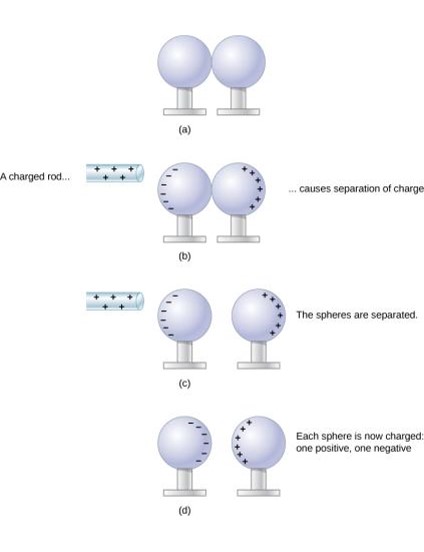 (a)
A charged rod...
... causes separation of charge
(b)
The spheres are separated.
(c)
Each sphere is now charged:
one positive, one negative
(d)